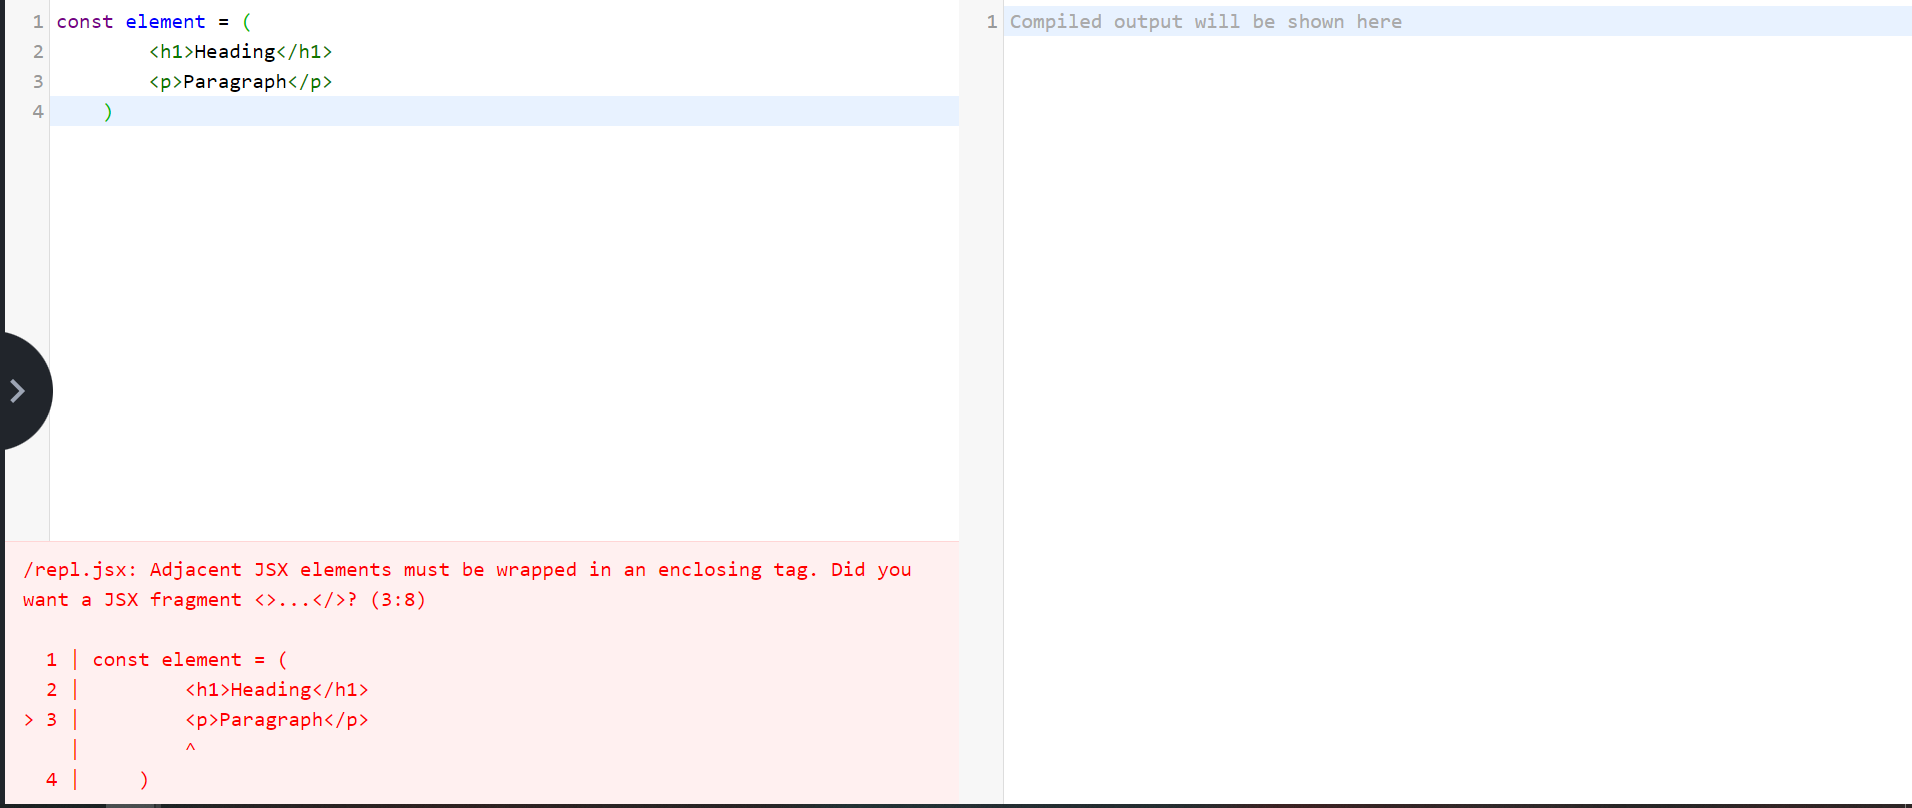 1 const element = (
2         <h1>Heading</h1>
3         <p>Paragraph</p>
4     )
1 Compiled output will be shown here
/repl.jsx: Adjacent JSX elements must be wrapped in an enclosing tag. Did you
want a JSX fragment <>...</>? (3:8)
  1 | const element = (
  2 |         <h1>Heading</h1>
> 3 |         <p>Paragraph</p>
    |         ^
  4 |     )